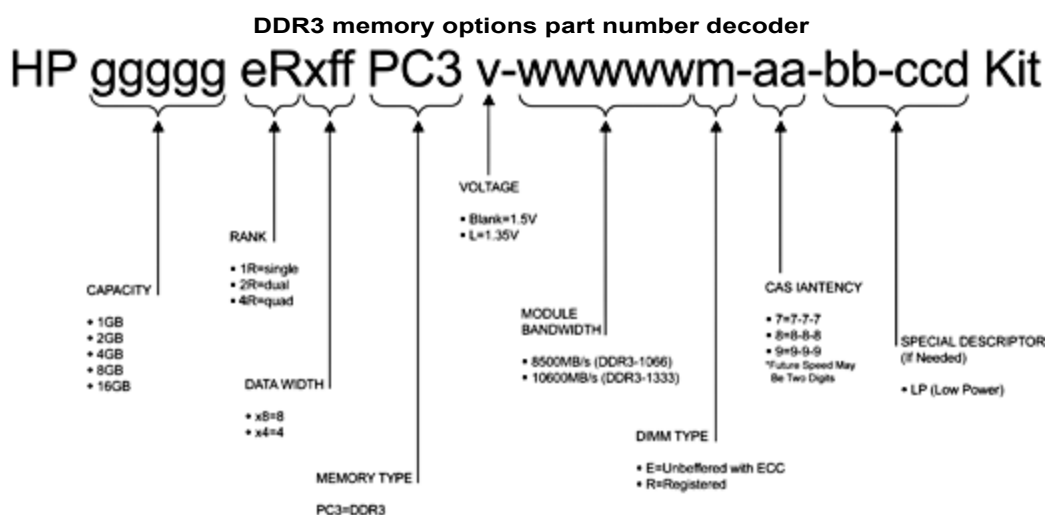 DDR3 memory options part number decoder
HP ggggg eRxff PC3 v-wwwwwm-aa-bb-ccd Kit
CAPACITY
• 1GB
• 2GB
• 4GB
• 8GB
• 16GB
RANK
• 1R=single
• 2R=dual
• 4R=quad
DATA WIDTH
• x8=8
• x4=4
MEMORY TYPE
PC3=DDR3
VOLTAGE
• Blank=1.5V
• L=1.35V
MODULE
BANDWIDTH
• 8500MB/s (DDR3-1066)
• 10600MB/s (DDR3-1333)
DIMM TYPE
• E=Unbeffered with ECC
• R=Registered
CAS IANTENCY
• 7=7-7-7
• 8=8-8-8
• 9=9-9-9
*Future Speed May
Be Two Digits
SPECIAL DESCRIPTOR
(If Needed)
• LP (Low Power)